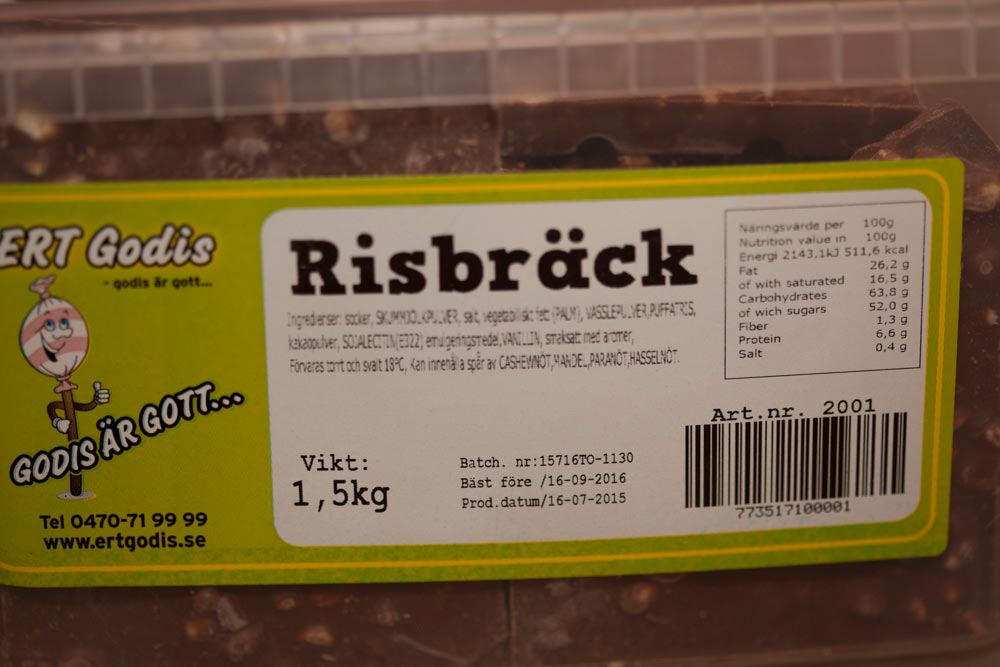 ERT Godis
- godis är gott...
GODIS ÄR GOTT...
Tel 0470-71 99 99
www.ertgodis.se
Risbräck
Ingredienser: socker, SKUMMJÖLKPULVER, salt, vegetabiliskt fett (PALM), VASSLEPULVER,PUFFATRIS,
kakaopulver, SOJALECITIN(E322) emulgeringsmedel,VANILLIN, smaksatt med aromer,
Förvaras torrt och svalt 18ºC, Kan innehålla spår av CASHEWNÖT,MANDEL,PARANÖT,HASSELNÖT.
Vikt:
1,5kg
Batch. nr:15716TO-1130
Bäst före /16-09-2016
Prod.datum/16-07-2015
Näringsvärde per 100g
Nutrition value in 100g
Energi 2143,1kJ 511,6 kcal
Fat 26,2 g
of with saturated 16,5 g
Carbohydrates 63,8 g
of wich sugars 52,0 g
Fiber 1,3 g
Protein 6,6 g
Salt 0,4 g
Art.nr. 2001
773517100001